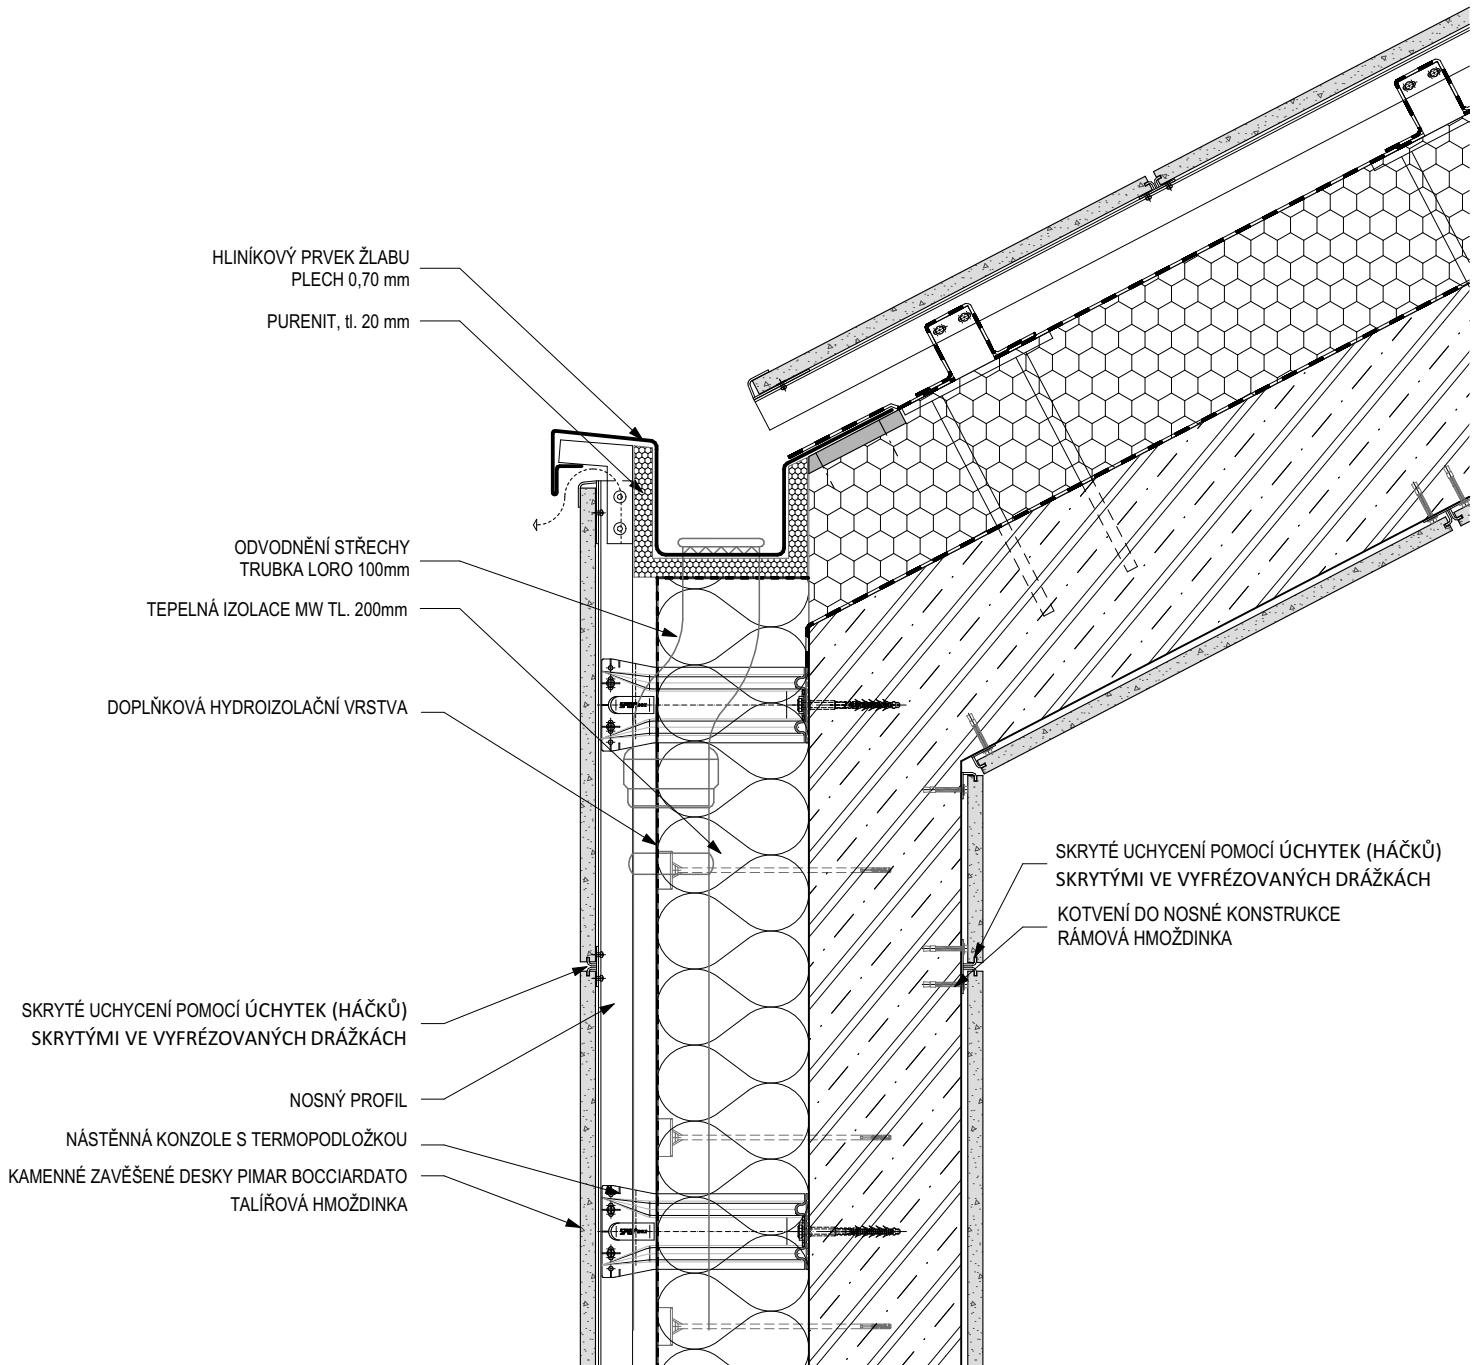 HLINÍKOVÝ PRVEK ŽLABU
PLECH 0,70 mm
PURENIT, tl. 20 mm
ODVODNĚNÍ STŘECHY
TRUBKA LORO 100mm
TEPELNÁ IZOLACE MW TL. 200mm
DOPLŇKOVÁ HYDROIZOLAČNÍ VRSTVA
SKRYTÉ UCHYCENÍ POMOCÍ ÚCHYTEK (HÁČKŮ)
SKRYTÝMI VE VYFRÉZOVANÝCH DRÁŽKÁCH
NOSNÝ PROFIL
NÁSTĚNNÁ KONZOLE S TERMOPODLOŽKOU
KAMENNÉ ZAVĚŠENÉ DESKY PIMAR BOCCIARDATO
TALÍŘOVÁ HMOŽDINKA
SKRYTÉ UCHYCENÍ POMOCÍ ÚCHYTEK (HÁČKŮ)
SKRYTÝMI VE VYFRÉZOVANÝCH DRÁŽKÁCH
KOTVENÍ DO NOSNÉ KONSTRUKCE
RÁMOVÁ HMOŽDINKA